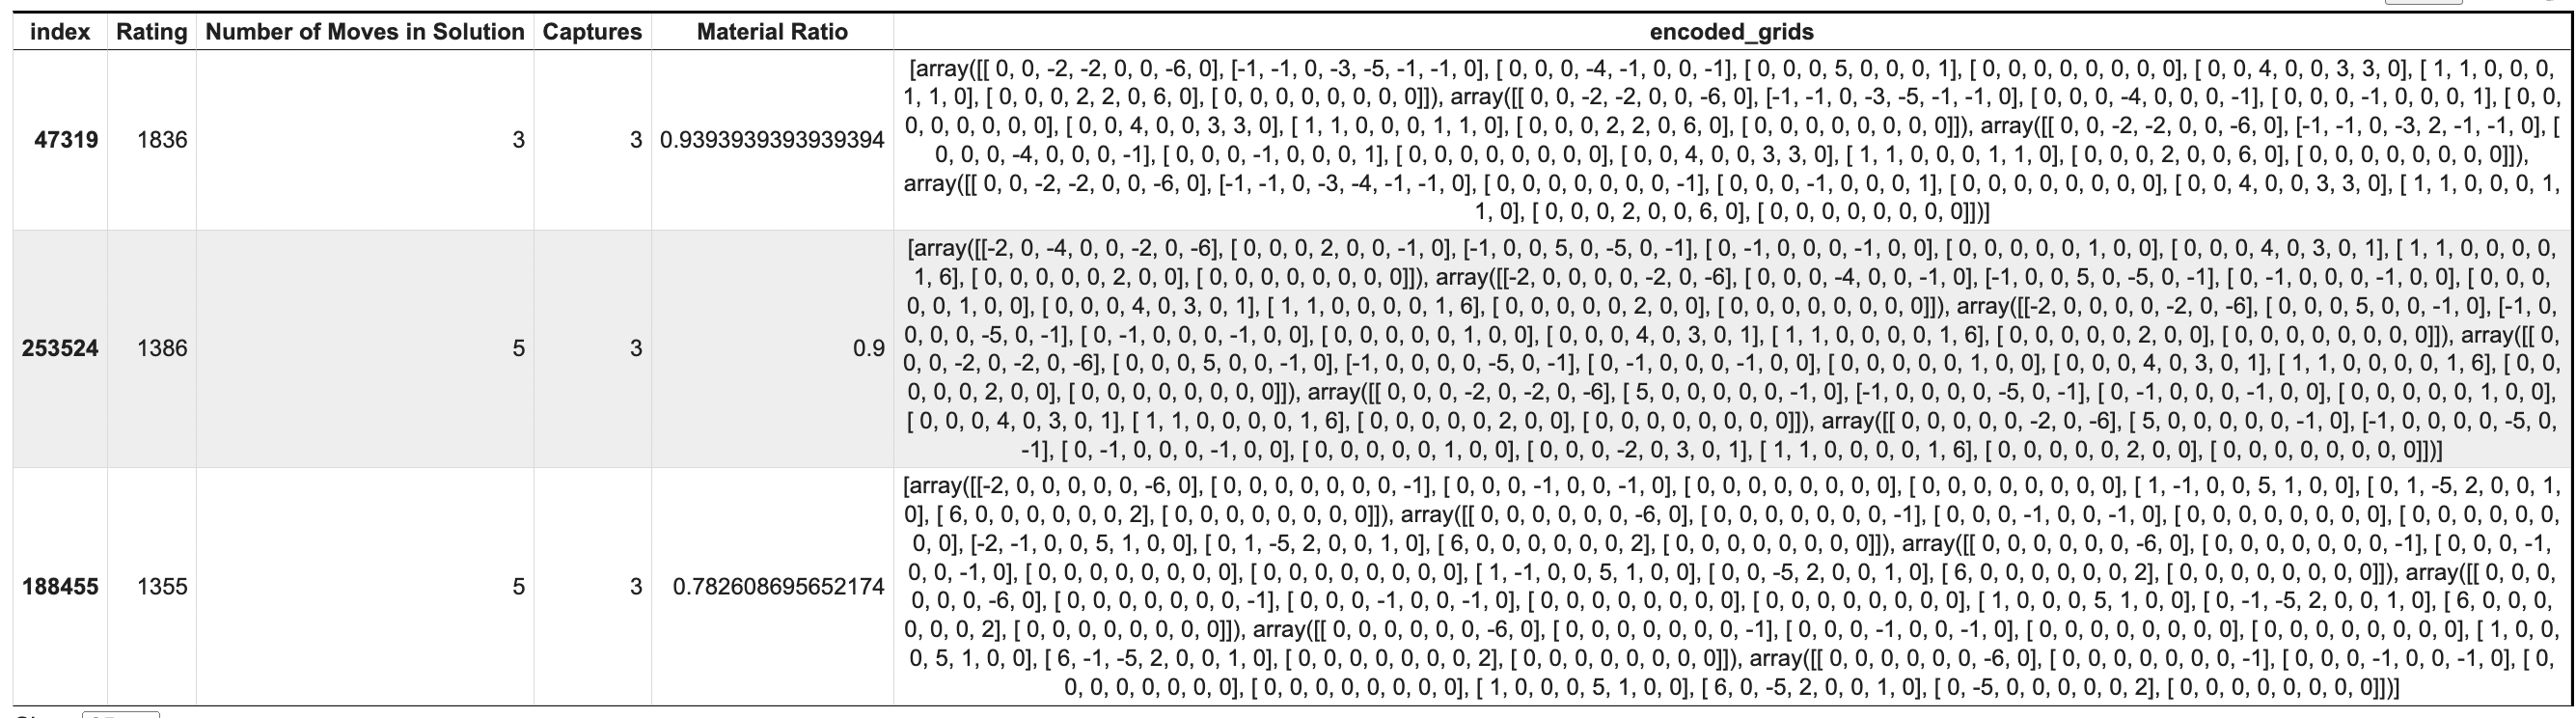 index Rating Number of Moves in Solution Captures Material Ratio encoded_grids
47319 1836 3 3 0.9393939393939394
[array([[ 0, 0, -2, -2, 0, 0, -6, 0], [-1, -1, 0, -3, -5, -1, -1, 0], [ 0, 0, 0, -4, -1, 0, 0, -1], [ 0, 0, 0, 5, 0, 0, 0, 1], [ 0, 0, 0, 0, 0, 0, 0, 0], [ 0, 0, 4, 0, 0, 3, 3, 0], [ 1, 1, 0, 0, 0,
1, 1, 0], [ 0, 0, 0, 2, 2, 0, 6, 0], [ 0, 0, 0, 0, 0, 0, 0, 0]]), array([[ 0, 0, -2, -2, 0, 0, -6, 0], [-1, -1, 0, -3, -5, -1, -1, 0], [ 0, 0, 0, -4, 0, 0, 0, -1], [ 0, 0, 0, -1, 0, 0, 0, 1], [ 0, 0,
0, 0, 0, 0, 0, 0], [ 0, 0, 4, 0, 0, 3, 3, 0], [ 1, 1, 0, 0, 0, 1, 1, 0], [ 0, 0, 0, 2, 2, 0, 6, 0], [ 0, 0, 0, 0, 0, 0, 0, 0]]), array([[ 0, 0, -2, -2, 0, 0, -6, 0], [-1, -1, 0, -3, 2, -1, -1, 0], [
0, 0, 0, -4, 0, 0, 0, -1], [ 0, 0, 0, -1, 0, 0, 0, 1], [ 0, 0, 0, 0, 0, 0, 0, 0], [ 0, 0, 4, 0, 0, 3, 3, 0], [ 1, 1, 0, 0, 0, 1, 1, 0], [ 0, 0, 0, 2, 0, 0, 6, 0], [ 0, 0, 0, 0, 0, 0, 0, 0]]),
array([[ 0, 0, -2, -2, 0, 0, -6, 0], [-1, -1, 0, -3, -4, -1, -1, 0], [ 0, 0, 0, 0, 0, 0, 0, -1], [ 0, 0, 0, -1, 0, 0, 0, 1], [ 0, 0, 0, 0, 0, 0, 0, 0], [ 0, 0, 4, 0, 0, 3, 3, 0], [ 1, 1, 0, 0, 0, 1,
1, 0], [ 0, 0, 0, 2, 0, 0, 6, 0], [ 0, 0, 0, 0, 0, 0, 0, 0]])]
253524 1386 5 3 0.9
[array([[-2, 0, -4, 0, 0, -2, 0, -6], [ 0, 0, 0, 2, 0, 0, -1, 0], [-1, 0, 0, 5, 0, -5, 0, -1], [ 0, -1, 0, 0, 0, -1, 0, 0], [ 0, 0, 0, 0, 0, 1, 0, 0], [ 0, 0, 0, 4, 0, 3, 0, 1], [ 1, 1, 0, 0, 0, 0,
1, 6], [ 0, 0, 0, 0, 0, 2, 0, 0], [ 0, 0, 0, 0, 0, 0, 0, 0]]), array([[-2, 0, 0, 0, 0, -2, 0, -6], [ 0, 0, 0, -4, 0, 0, -1, 0], [-1, 0, 0, 5, 0, -5, 0, -1], [ 0, -1, 0, 0, 0, -1, 0, 0], [ 0, 0, 0,
0, 0, 1, 0, 0], [ 0, 0, 0, 4, 0, 3, 0, 1], [ 1, 1, 0, 0, 0, 0, 1, 6], [ 0, 0, 0, 0, 0, 2, 0, 0], [ 0, 0, 0, 0, 0, 0, 0, 0]]), array([[-2, 0, 0, 0, 0, -2, 0, -6], [ 0, 0, 0, 5, 0, 0, -1, 0], [-1, 0,
0, 0, 0, -5, 0, -1], [ 0, -1, 0, 0, 0, -1, 0, 0], [ 0, 0, 0, 0, 0, 1, 0, 0], [ 0, 0, 0, 4, 0, 3, 0, 1], [ 1, 1, 0, 0, 0, 0, 1, 6], [ 0, 0, 0, 0, 0, 2, 0, 0], [ 0, 0, 0, 0, 0, 0, 0, 0]]), array([[ 0,
0, 0, -2, 0, -2, 0, -6], [ 0, 0, 0, 5, 0, 0, -1, 0], [-1, 0, 0, 0, 0, -5, 0, -1], [ 0, -1, 0, 0, 0, -1, 0, 0], [ 0, 0, 0, 0, 0, 1, 0, 0], [ 0, 0, 0, 4, 0, 3, 0, 1], [ 1, 1, 0, 0, 0, 0, 1, 6], [ 0, 0,
0, 0, 0, 2, 0, 0], [ 0, 0, 0, 0, 0, 0, 0, 0]]), array([[ 0, 0, 0, -2, 0, -2, 0, -6], [ 5, 0, 0, 0, 0, 0, -1, 0], [-1, 0, 0, 0, 0, -5, 0, -1], [ 0, -1, 0, 0, 0, -1, 0, 0], [ 0, 0, 0, 0, 0, 1, 0, 0],
[ 0, 0, 0, 4, 0, 3, 0, 1], [ 1, 1, 0, 0, 0, 0, 1, 6], [ 0, 0, 0, 0, 0, 2, 0, 0], [ 0, 0, 0, 0, 0, 0, 0, 0]]), array([[ 0, 0, 0, 0, 0, -2, 0, -6], [ 5, 0, 0, 0, 0, 0, -1, 0], [-1, 0, 0, 0, 0, -5, 0,
-1], [ 0, -1, 0, 0, 0, -1, 0, 0], [ 0, 0, 0, 0, 0, 1, 0, 0], [ 0, 0, 0, -2, 0, 3, 0, 1], [ 1, 1, 0, 0, 0, 0, 1, 6], [ 0, 0, 0, 0, 0, 2, 0, 0], [ 0, 0, 0, 0, 0, 0, 0, 0]])]
188455 1355 5 3 0.782608695652174
[array([[-2, 0, 0, 0, 0, 0, -6, 0], [ 0, 0, 0, 0, 0, 0, 0, -1], [ 0, 0, 0, -1, 0, 0, -1, 0], [ 0, 0, 0, 0, 0, 0, 0, 0], [ 0, 0, 0, 0, 0, 0, 0, 0], [ 1, -1, 0, 0, 5, 1, 0, 0], [ 0, 1, -5, 2, 0, 0, 1,
0], [ 6, 0, 0, 0, 0, 0, 0, 2], [ 0, 0, 0, 0, 0, 0, 0, 0]]), array([[ 0, 0, 0, 0, 0, 0, -6, 0], [ 0, 0, 0, 0, 0, 0, 0, -1], [ 0, 0, 0, -1, 0, 0, -1, 0], [ 0, 0, 0, 0, 0, 0, 0, 0], [ 0, 0, 0, 0, 0, 0,
0, 0], [-2, -1, 0, 0, 5, 1, 0, 0], [ 0, 1, -5, 2, 0, 0, 1, 0], [ 6, 0, 0, 0, 0, 0, 0, 2], [ 0, 0, 0, 0, 0, 0, 0, 0]]), array([[ 0, 0, 0, 0, 0, 0, -6, 0], [ 0, 0, 0, 0, 0, 0, 0, -1], [ 0, 0, 0, -1,
0, 0, -1, 0], [ 0, 0, 0, 0, 0, 0, 0, 0], [ 0, 0, 0, 0, 0, 0, 0, 0], [ 1, -1, 0, 0, 5, 1, 0, 0], [ 0, 0, -5, 2, 0, 0, 1, 0], [ 6, 0, 0, 0, 0, 0, 0, 2], [ 0, 0, 0, 0, 0, 0, 0, 0]]), array([[ 0, 0, 0,
0, 0, 0, -6, 0], [ 0, 0, 0, 0, 0, 0, 0, -1], [ 0, 0, 0, -1, 0, 0, -1, 0], [ 0, 0, 0, 0, 0, 0, 0, 0], [ 0, 0, 0, 0, 0, 0, 0, 0], [ 1, 0, 0, 0, 5, 1, 0, 0], [ 0, -1, -5, 2, 0, 0, 1, 0], [ 6, 0, 0, 0,
0, 0, 0, 2], [ 0, 0, 0, 0, 0, 0, 0, 0]]), array([[ 0, 0, 0, 0, 0, 0, -6, 0], [ 0, 0, 0, 0, 0, 0, 0, -1], [ 0, 0, 0, -1, 0, 0, -1, 0], [ 0, 0, 0, 0, 0, 0, 0, 0], [ 0, 0, 0, 0, 0, 0, 0, 0], [ 1, 0, 0,
0, 5, 1, 0, 0], [ 6, -1, -5, 2, 0, 0, 1, 0], [ 0, 0, 0, 0, 0, 0, 0, 2], [ 0, 0, 0, 0, 0, 0, 0, 0]]), array([[ 0, 0, 0, 0, 0, 0, -6, 0], [ 0, 0, 0, 0, 0, 0, 0, -1], [ 0, 0, 0, -1, 0, 0, -1, 0], [ 0,
0, 0, 0, 0, 0, 0, 0], [ 0, 0, 0, 0, 0, 0, 0, 0], [ 1, 0, 0, 0, 5, 1, 0, 0], [ 6, 0, -5, 2, 0, 0, 1, 0], [ 0, -5, 0, 0, 0, 0, 0, 2], [ 0, 0, 0, 0, 0, 0, 0, 0]])]